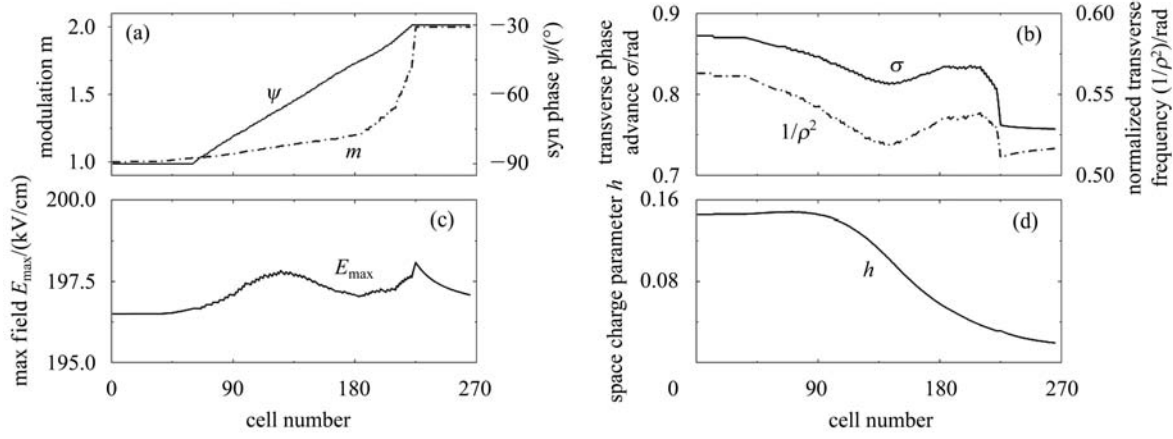 modulation m
2.0
1.5
1.0
(a)
ψ
m
−30
−60
−90
syn phase ψ/(°)
transverse phase
advance σ/rad
0.9
0.8
0.7
(b)
σ
1/ρ²
0.60
0.55
0.50
normalized transverse
frequency (1/ρ²)/rad
max field Emax/(kV/cm)
200.0
197.5
195.0
(c)
Emax
0
90
180
270
cell number
space charge parameter h
0.16
0.08
0
(d)
h
0
90
180
270
cell number